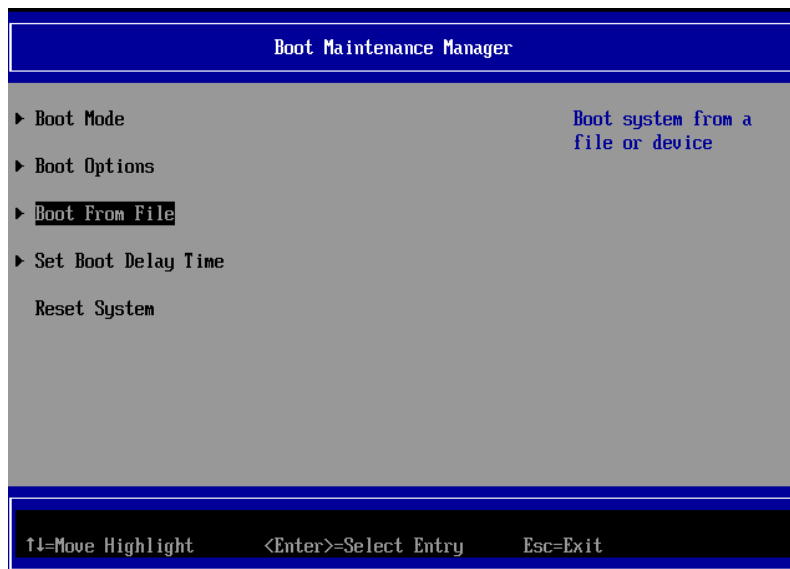 Boot Maintenance Manager
▶ Boot Mode
Boot system from a
file or device
▶ Boot Options
▶ Boot From File
▶ Set Boot Delay Time
Reset System
↑↓=Move Highlight <Enter>=Select Entry Esc=Exit